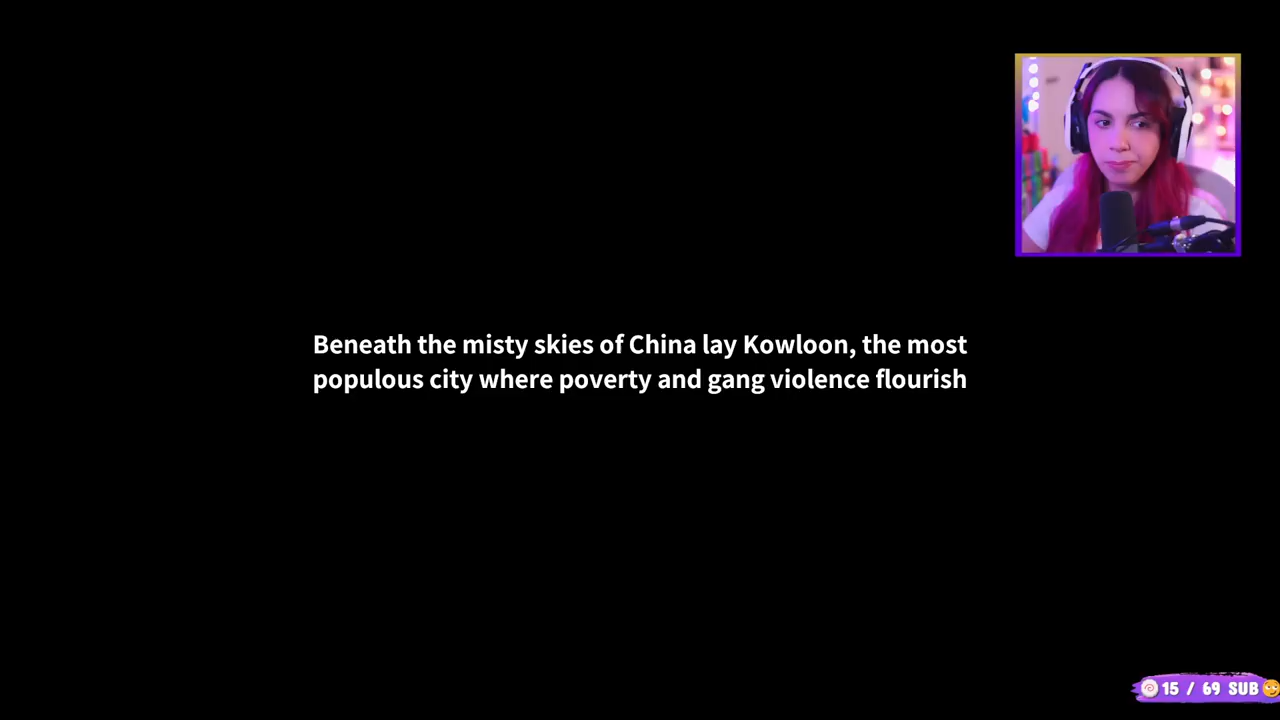 Beneath the misty skies of China lay Kowloon, the most
populous city where poverty and gang violence flourish
15 / 69 SUB